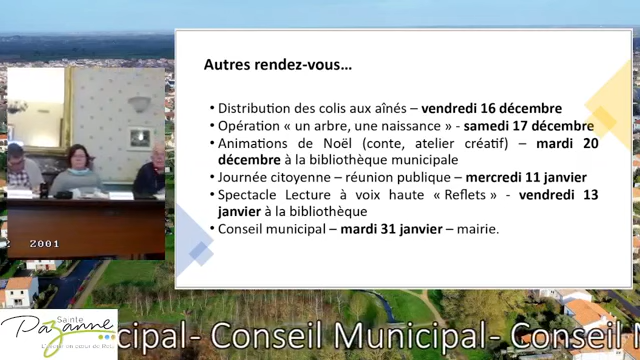 Autres rendez-vous...
• Distribution des colis aux aînés – vendredi 16 décembre
• Opération « un arbre, une naissance » - samedi 17 décembre
• Animations de Noël (conte, atelier créatif) – mardi 20
décembre à la bibliothèque municipale
• Journée citoyenne – réunion publique – mercredi 11 janvier
• Spectacle Lecture à voix haute « Reflets » - vendredi 13
janvier à la bibliothèque
• Conseil municipal – mardi 31 janvier – mairie.
2001
Sainte
Pazanne
cipal - Conseil Municipal - Conseil